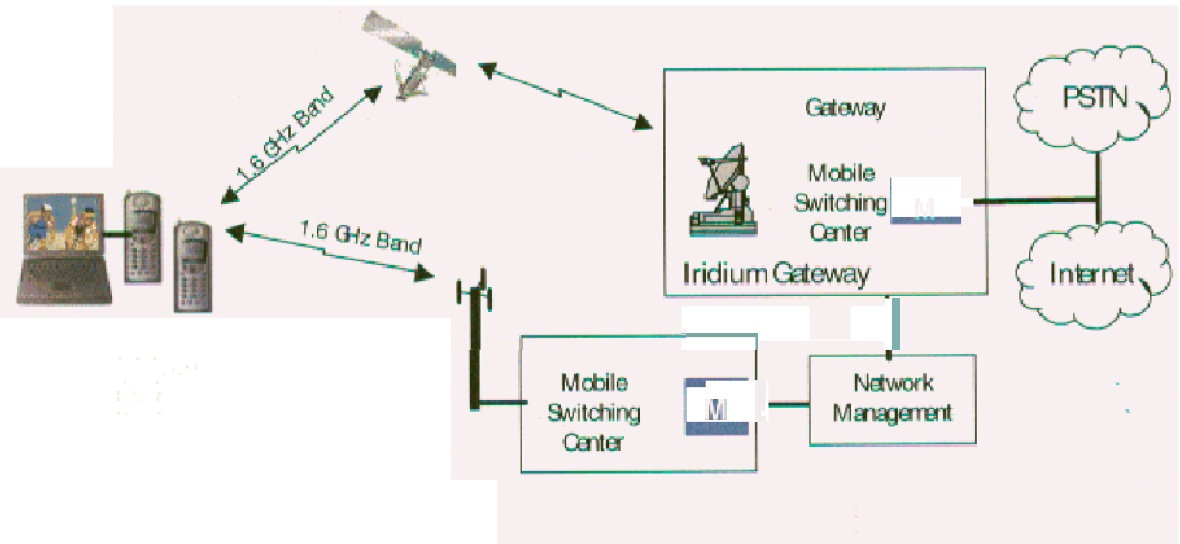 1.6 GHz Band
1.6 GHz Band
Gateway
Mobile
Switching
Center
M
Iridium Gateway
PSTN
Internet
Mobile
Switching
Center
M
Network
Management